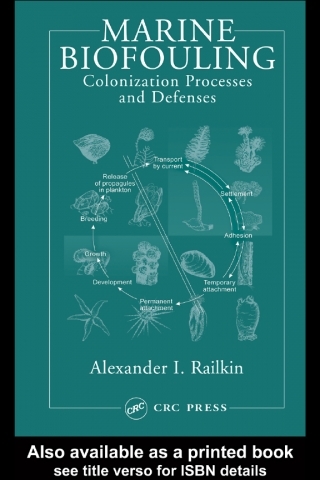 MARINE
BIOFOULING
Colonization Processes
and Defenses
Transport
by current
Settlement
Adhesion
Temporary
attachment
Permanent
attachment
Development
Growth
Breeding
Release
of propagules
in plankton
Alexander I. Railkin
CRC CRC PRESS
Also available as a printed book
see title verso for ISBN details